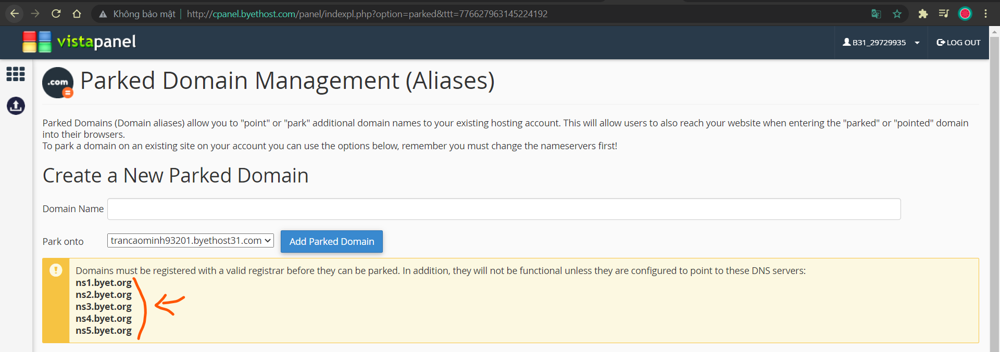 Không bảo mật
http://cpanel.byethost.com/panel/indexpl.php?option=parked&ttt=776627963145224192
vistapanel
B31_29729935
LOG OUT
.com
Parked Domain Management (Aliases)
Parked Domains (Domain aliases) allow you to "point" or "park" additional domain names to your existing hosting account. This will allow users to also reach your website when entering the "parked" or "pointed" domain
into their browsers.
To park a domain on an existing site on your account you can use the options below, remember you must change the nameservers first!
Create a New Parked Domain
Domain Name
Park onto
trancaominh93201.byethost31.com
Add Parked Domain
Domains must be registered with a valid registrar before they can be parked. In addition, they will not be functional unless they are configured to point to these DNS servers:
ns1.byet.org
ns2.byet.org
ns3.byet.org
ns4.byet.org
ns5.byet.org